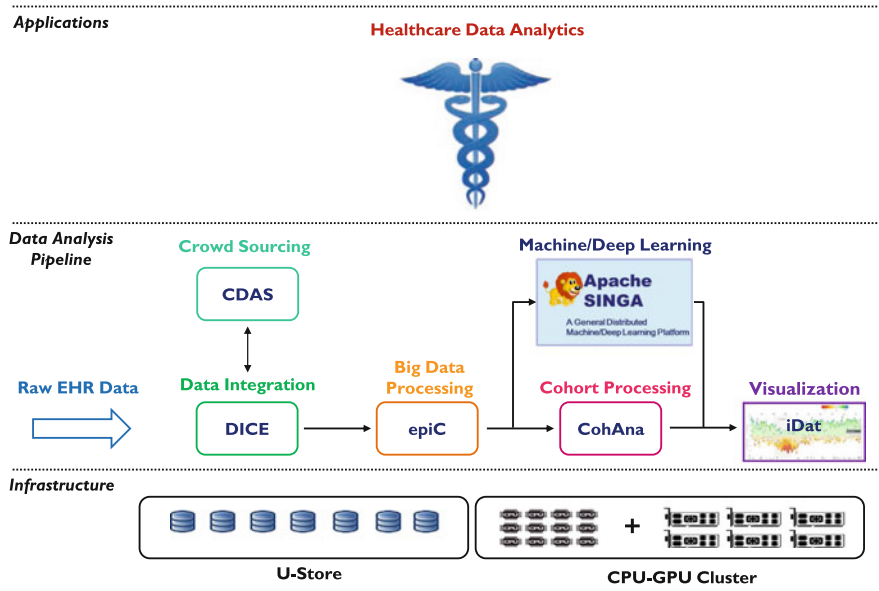 Applications
Healthcare Data Analytics
Data Analysis
Pipeline
Crowd Sourcing
CDAS
Machine/Deep Learning
Apache
SINGA
A General Distributed
Machine/Deep Learning Platform
Raw EHR Data
Data Integration
DICE
Big Data
Processing
epiC
Cohort Processing
CohAna
Visualization
iDat
Infrastructure
U-Store
+
CPU-GPU Cluster